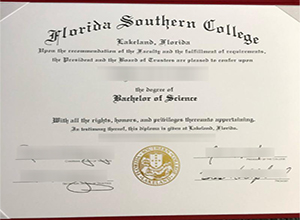 Florida Southern College
Lakeland, Florida
Upon the recommendation of the Faculty and the fulfillment of requirements,
the President and the Board of Trustees are pleased to confer upon
the degree of
Bachelor of Science
With all the rights, honors, and privileges thereunto appertaining.
In testimony thereof, this diploma is given at Lakeland, Florida.